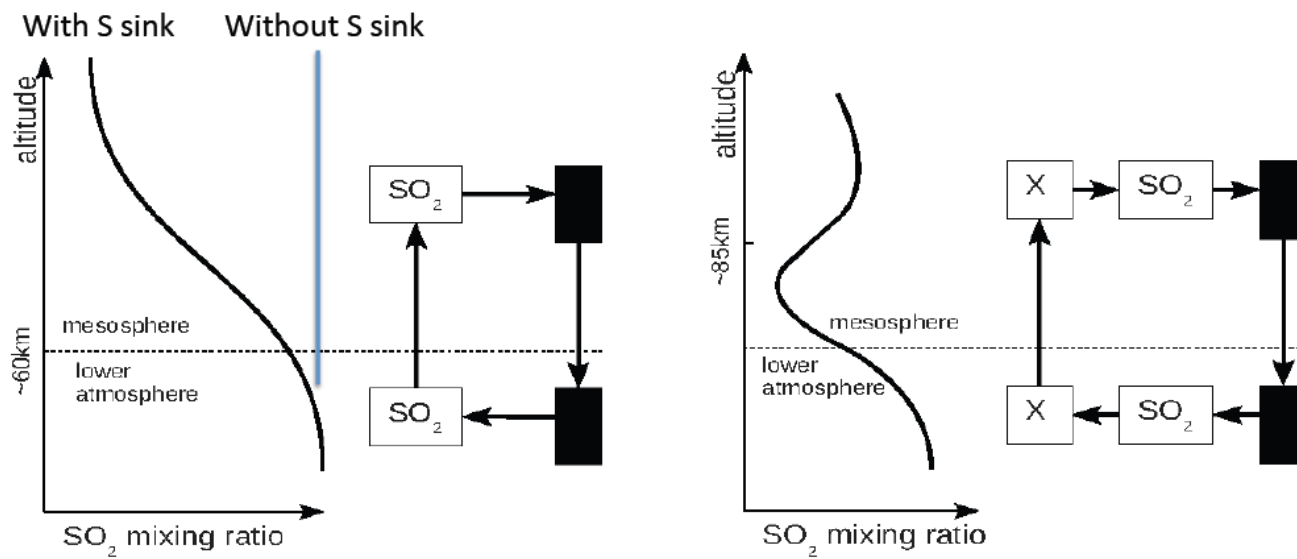 With S sink Without S sink
altitude
~60km
mesosphere
lower
atmosphere
SO₂
SO₂
SO₂ mixing ratio
altitude
~85km
mesosphere
lower
atmosphere
X SO₂
X SO₂
SO₂ mixing ratio